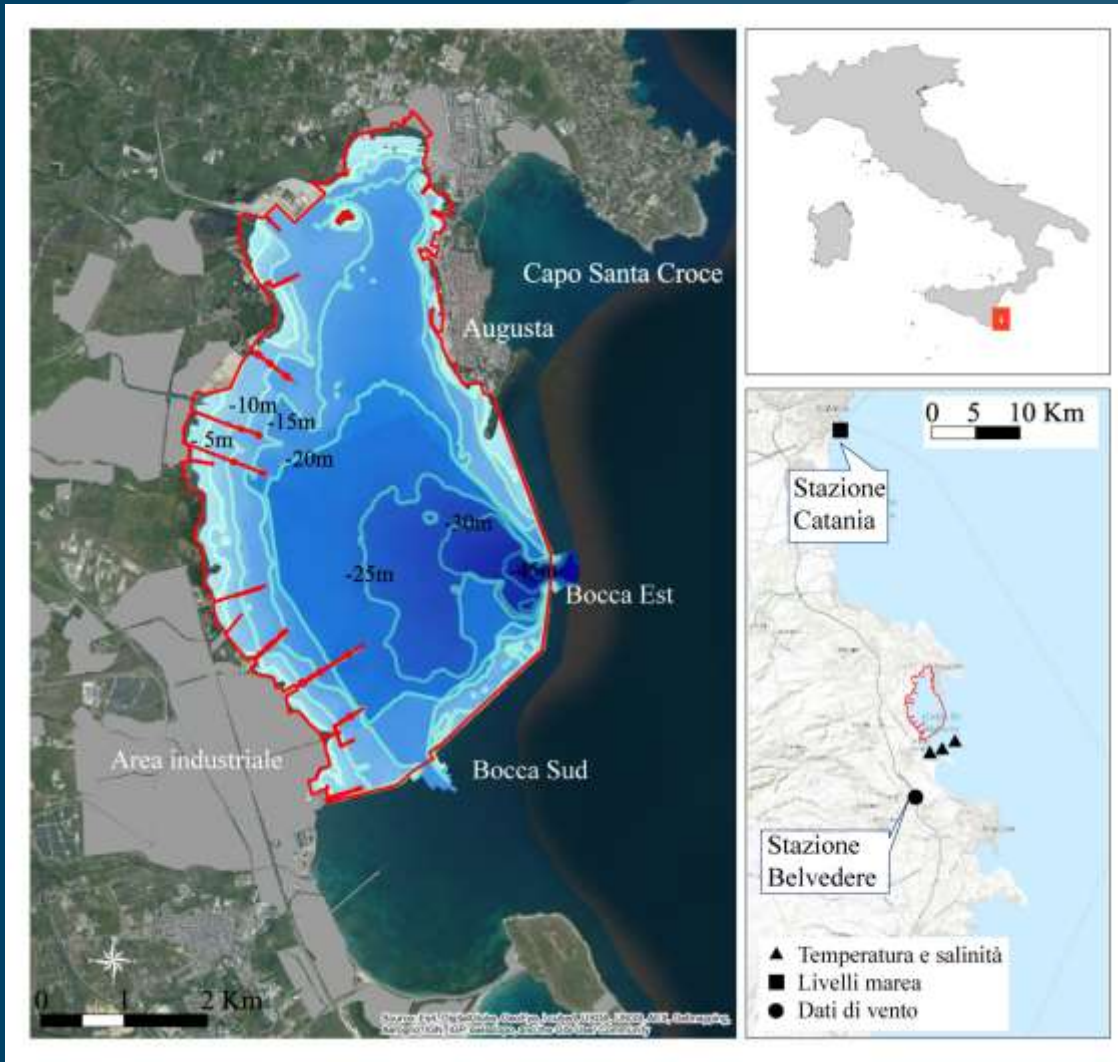 Capo Santa Croce
Augusta
-10m
-15m
- 5m
-20m
-30m
-25m
Bocca Est
Area industriale
Bocca Sud
0 1 2 Km
0 5 10 Km
Stazione
Catania
Stazione
Belvedere
Temperatura e salinità
Livelli marea
Dati di vento